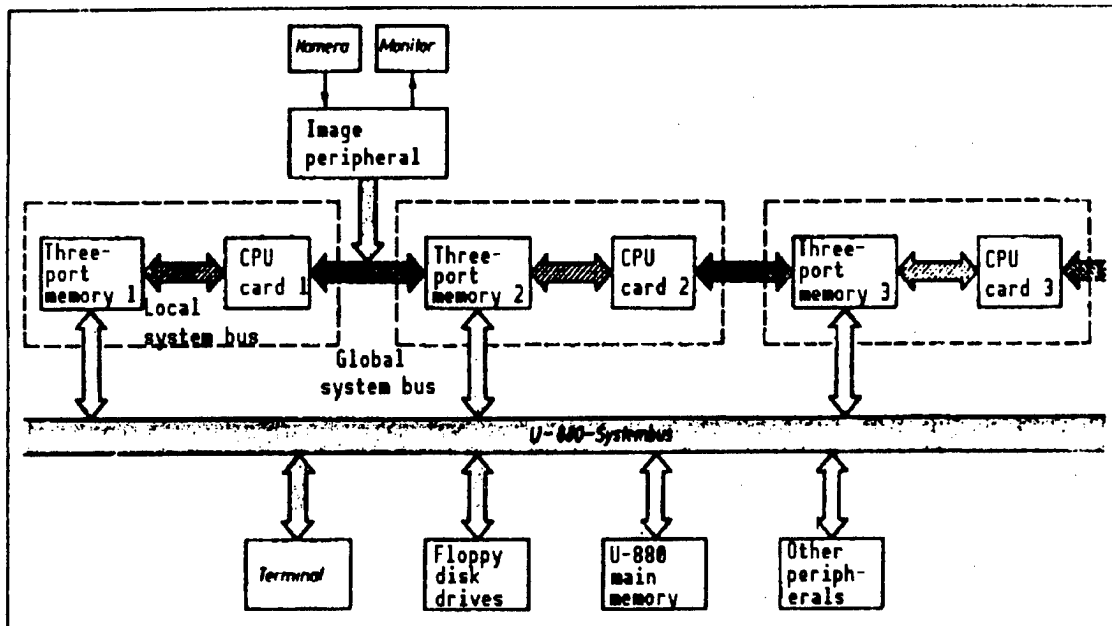 Kamera
Monitor
Image
peripheral
Three-
port
memory 1
CPU
card 1
Three-
port
memory 2
CPU
card 2
Three-
port
memory 3
CPU
card 3
Local
system bus
Global
system bus
U-880-Systembus
Terminal
Floppy
disk
drives
U-880
main
memory
Other
periph-
erals